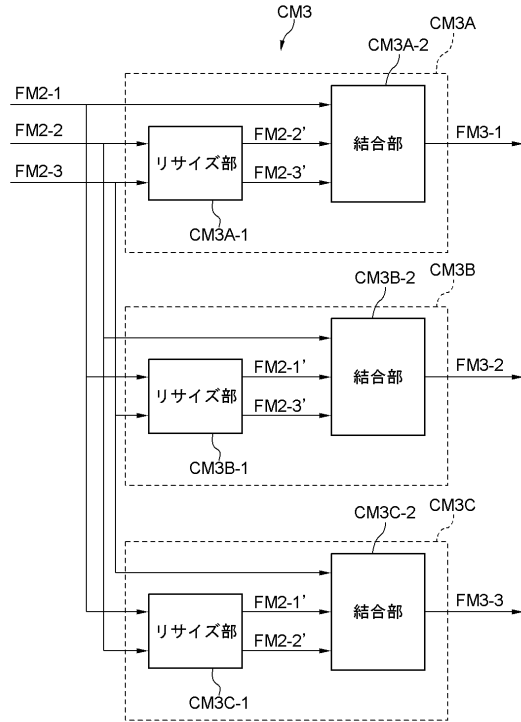 CM3
CM3A
CM3A-2
FM2-1
FM2-2
FM2-3
リサイズ部
FM2-2’
FM2-3’
結合部
FM3-1
CM3A-1
CM3B
CM3B-2
リサイズ部
FM2-1’
FM2-3’
結合部
FM3-2
CM3B-1
CM3C
CM3C-2
リサイズ部
FM2-1’
FM2-2’
結合部
FM3-3
CM3C-1